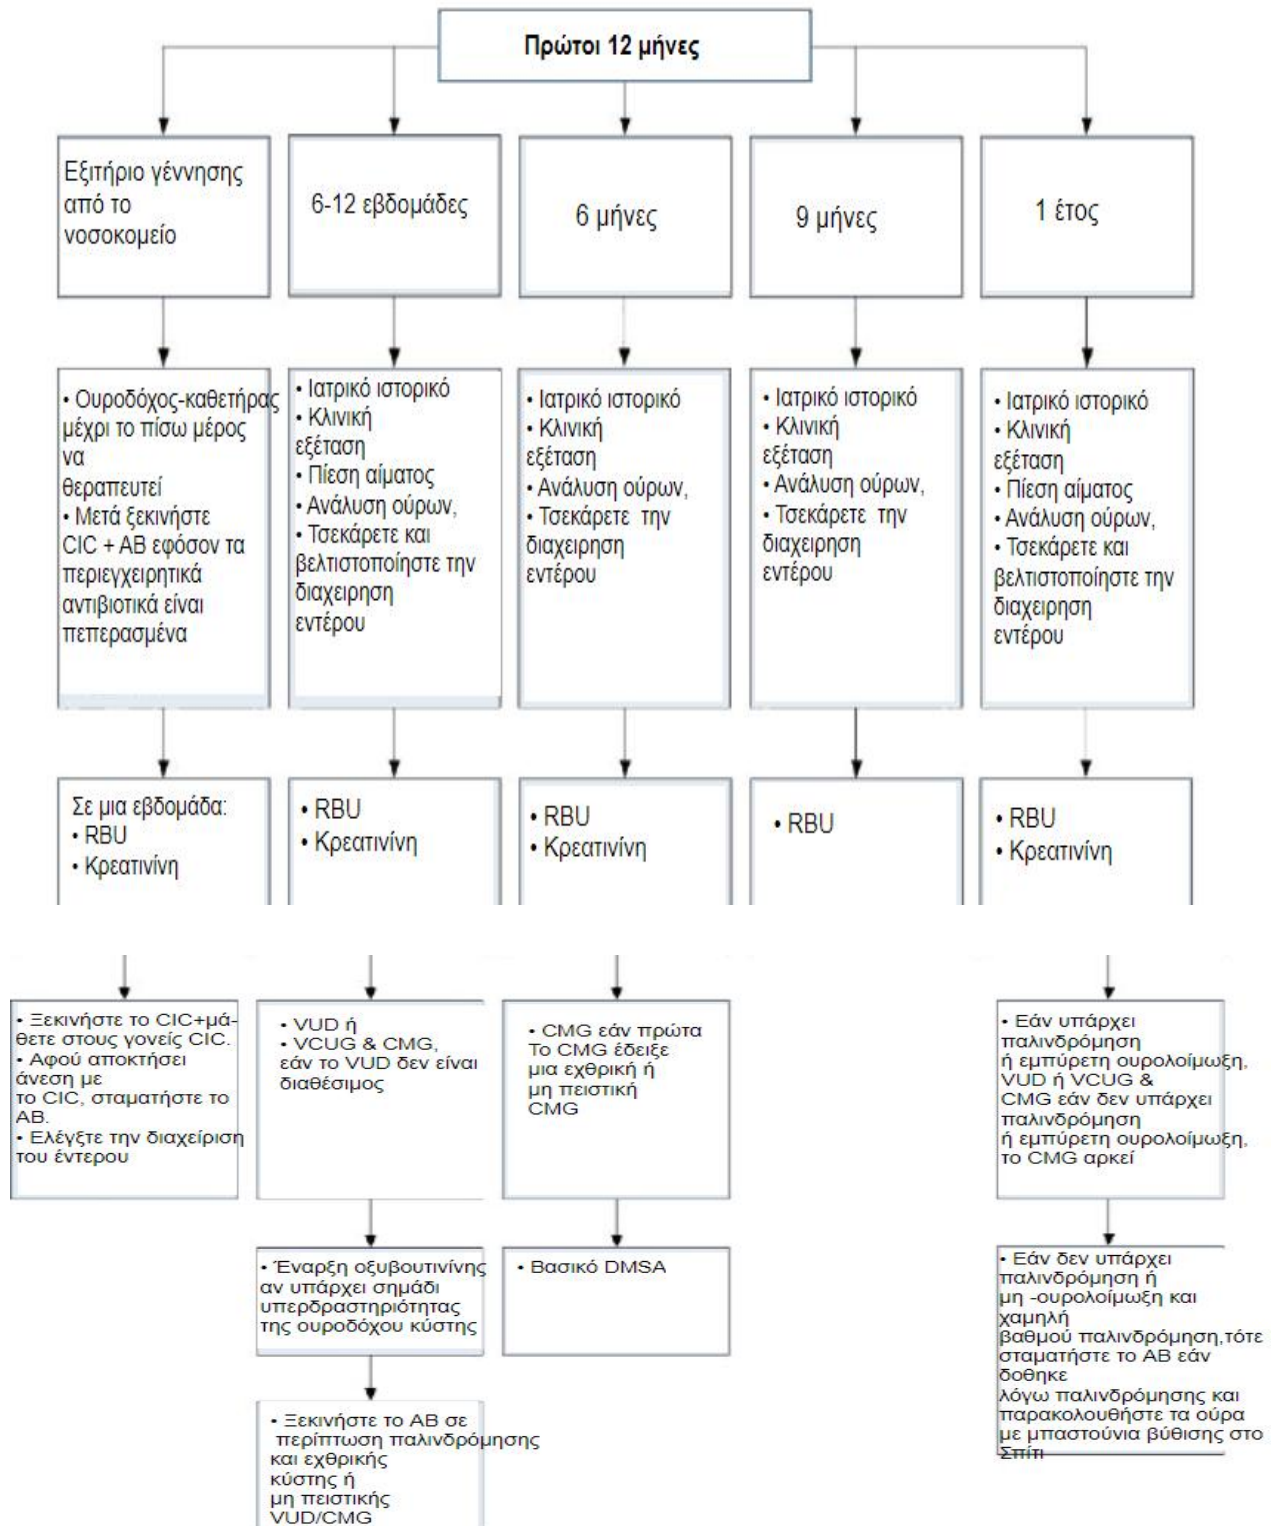 Πρώτοι 12 μήνες
Εξιτήριο γέννησης
από το
νοσοκομείο
6-12 εβδομάδες
6 μήνες
9 μήνες
1 έτος
• Ουροδόχος-καθετήρας
μέχρι το πίσω μέρος
να
θεραπευτεί
• Μετά ξεκινήστε
CIC + AB εφόσον τα
περιεγχειρητικά
αντιβιοτικά είναι
πεπερασμένα
• Ιατρικό ιστορικό
• Κλινική
εξέταση
• Πίεση αίματος
• Ανάλυση ούρων,
• Τσεκάρετε και
βελτιστοποίηστε την
διαχειρηση
εντέρου
• Ιατρικό ιστορικό
• Κλινική
εξέταση
• Ανάλυση ούρων,
• Τσεκάρετε την
διαχειρηση
εντέρου
• Ιατρικό ιστορικό
• Κλινική
εξέταση
• Ανάλυση ούρων,
• Τσεκάρετε την
διαχειρηση
εντέρου
• Ιατρικό ιστορικό
• Κλινική
εξέταση
• Πίεση αίματος
• Ανάλυση ούρων,
• Τσεκάρετε και
βελτιστοποίηστε την
διαχειρηση
εντέρου
Σε μια εβδομάδα:
• RBU
• Κρεατινίνη
• RBU
• Κρεατινίνη
• RBU
• Κρεατινίνη
• RBU
• RBU
• Κρεατινίνη
• Ξεκινήστε το CIC+μά-
θετε στους γονείς CIC.
• Αφού αποκτήσει
άνεση με
το CIC, σταματήστε το
AB.
• Ελέγξτε την διαχείριση
του έντερου
• VUD ή
• VCUG & CMG,
εάν το VUD δεν είναι
διαθέσιμος
• CMG εάν πρώτα
Το CMG έδειξε
μια εχθρική ή
μη πειστική
CMG
• Εάν υπάρχει
παλινδρόμηση
ή εμπύρετη ουρολοίμωξη,
VUD ή VCUG &
CMG εάν δεν υπάρχει
παλινδρόμηση
ή εμπύρετη ουρολοίμωξη,
το CMG αρκεί
• Έναρξη οξυβουτινίνης
αν υπάρχει σημάδι
υπερδραστηριότητας
της ουροδόχου κύστης
• Βασικό DMSA
• Εάν δεν υπάρχει
παλινδρόμηση ή
μη -ουρολοίμωξη και
χαμηλή
βαθμού παλινδρόμηση,τότε
σταματήστε το AB εάν
δοθηκε
λόγω παλινδρόμησης και
παρακολουθήστε τα ούρα
με μπαστούνια βύθισης στο
Σπίτι
• Ξεκινήστε το AB σε
περίπτωση παλινδρόμησης
και εχθρικής
κύστης ή
μη πειστικής
VUD/CMG